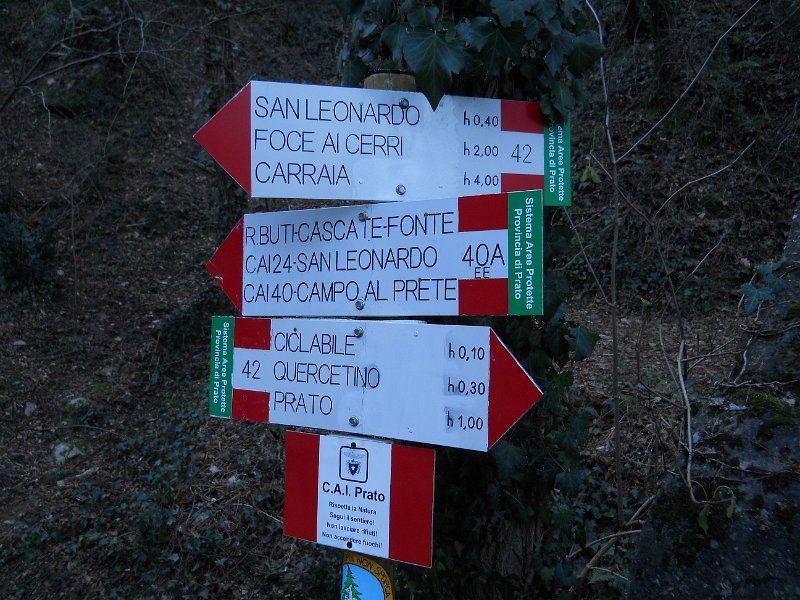 SAN LEONARDO h 0,40
FOCE AI CERRI h 2,00 42
CARRAIA h 4,00
Sistema Aree Protette
Provincia di Prato
R.BUTI-CASCATE-FONTE
CAI24-SAN LEONARDO 40A
CAI40-CAMPO AL PRETE EE
Sistema Aree Protette
Provincia di Prato
Sistema Aree Protette
Provincia di Prato
CICLABILE h 0,10
42 QUERCETINO h 0,30
PRATO h 1,00
C.A.I. Prato
Rispetta la Natura
Segui il sentiero!
Non lasciare rifiuti!
Non accendere fuochi!
NON